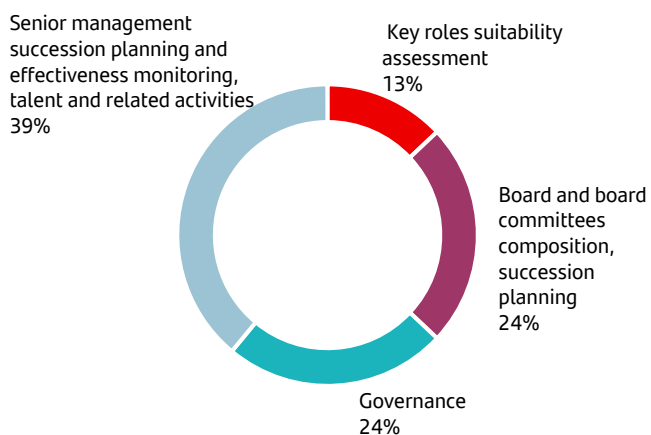 Senior management
succession planning and
effectiveness monitoring,
talent and related activities
39%
Key roles suitability
assessment
13%
Board and board
committees
composition,
succession
planning
24%
Governance
24%